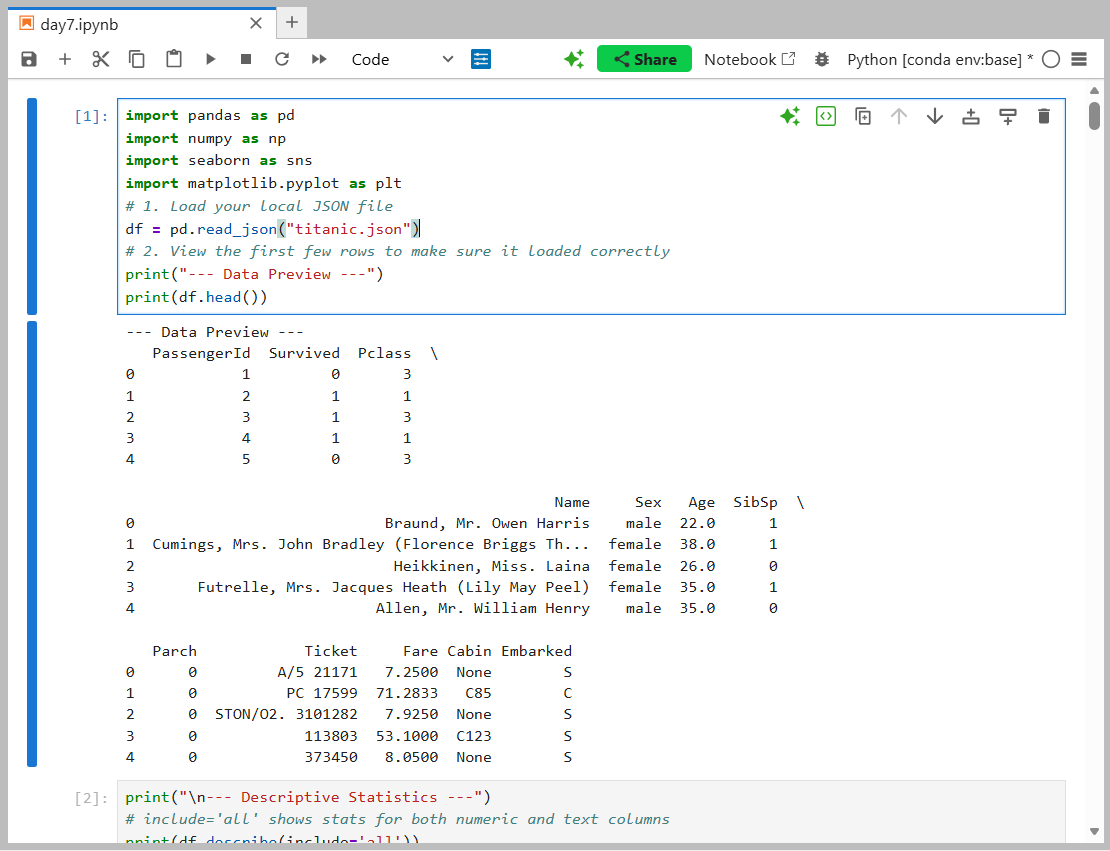 day7.ipynb
Code
Share
Notebook
Python [conda env:base] *
[1]:
import pandas as pd
import numpy as np
import seaborn as sns
import matplotlib.pyplot as plt
# 1. Load your local JSON file
df = pd.read_json("titanic.json")
# 2. View the first few rows to make sure it loaded correctly
print("--- Data Preview ---")
print(df.head())
--- Data Preview ---
   PassengerId  Survived  Pclass  \
0            1         0       3
1            2         1       1
2            3         1       3
3            4         1       1
4            5         0       3
                                                Name     Sex   Age  SibSp  \
0                            Braund, Mr. Owen Harris    male  22.0      1
1  Cumings, Mrs. John Bradley (Florence Briggs Th...  female  38.0      1
2                             Heikkinen, Miss. Laina  female  26.0      0
3       Futrelle, Mrs. Jacques Heath (Lily May Peel)  female  35.0      1
4                           Allen, Mr. William Henry    male  35.0      0
   Parch            Ticket     Fare Cabin Embarked
0      0         A/5 21171   7.2500  None        S
1      0          PC 17599  71.2833   C85        C
2      0  STON/O2. 3101282   7.9250  None        S
3      0            113803  53.1000  C123        S
4      0            373450   8.0500  None        S
[2]:
print("\n--- Descriptive Statistics ---")
# include='all' shows stats for both numeric and text columns
print(df.describe(include='all'))